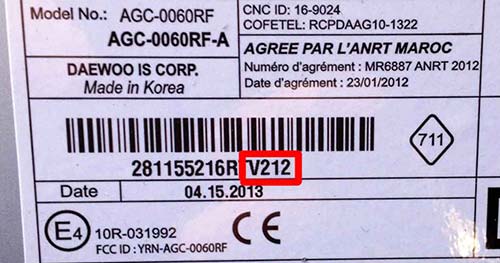 Model No.: AGC-0060RF
AGC-0060RF-A
DAEWOO IS CORP.
Made in Korea
CNC ID: 16-9024
COFETEL: RCPDAAG10-1322
AGREE PAR L'ANRT MAROC
Numéro d'agrément : MR6887 ANRT 2012
Date d'agrément : 23/01/2012
281155216R TV212
711
Date 04.15.2013
E4 10R-031992
FCC ID : YRN-AGC-0060RF
CE